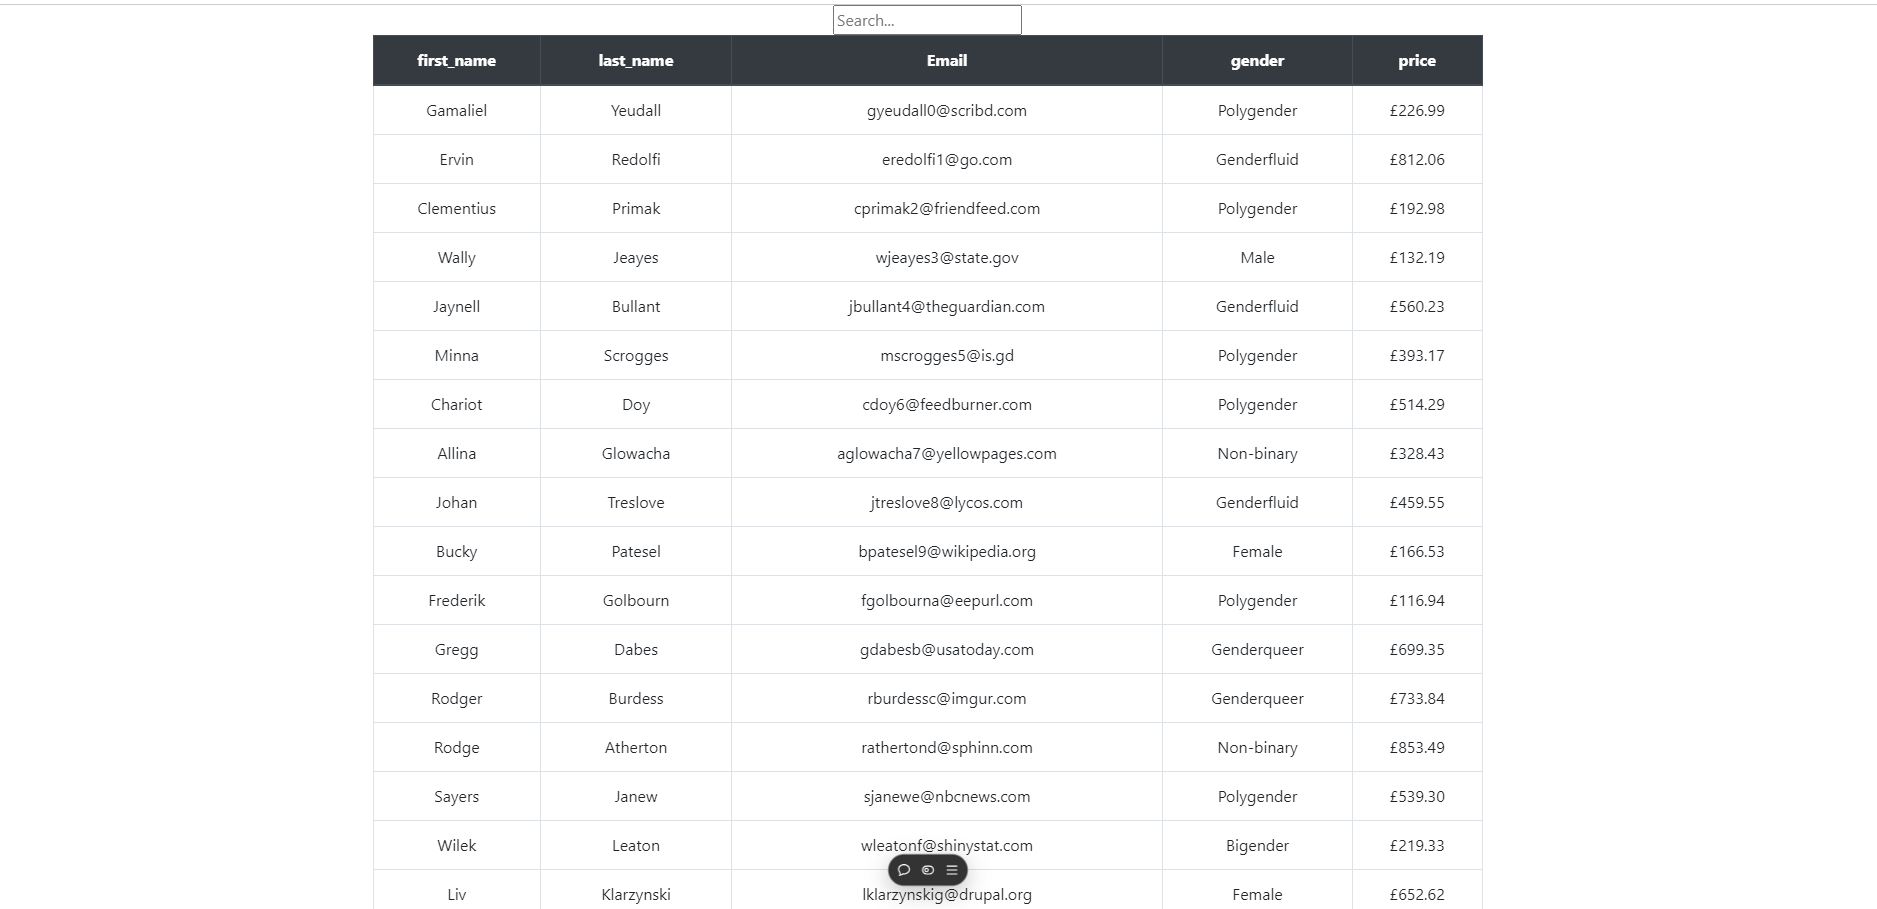 Search...
first_name last_name Email gender price
Gamaliel Yeudall gyeudall0@scribd.com Polygender £226.99
Ervin Redolfi eredolfi1@go.com Genderfluid £812.06
Clementius Primak cprimak2@friendfeed.com Polygender £192.98
Wally Jeayes wjeayes3@state.gov Male £132.19
Jaynell Bullant jbullant4@theguardian.com Genderfluid £560.23
Minna Scrogges mscrogges5@is.gd Polygender £393.17
Chariot Doy cdoy6@feedburner.com Polygender £514.29
Allina Glowacha aglowacha7@yellowpages.com Non-binary £328.43
Johan Treslove jtreslove8@lycos.com Genderfluid £459.55
Bucky Patesel bpatesel9@wikipedia.org Female £166.53
Frederik Golbourn fgolbourna@eepurl.com Polygender £116.94
Gregg Dabes gdabesb@usatoday.com Genderqueer £699.35
Rodger Burdess rburdessc@imgur.com Genderqueer £733.84
Rodge Atherton rathertond@sphinn.com Non-binary £853.49
Sayers Janew sjanewe@nbcnews.com Polygender £539.30
Wilek Leaton wleatonf@shinystat.com Bigender £219.33
Liv Klarzynski lklarzynskig@drupal.org Female £652.62